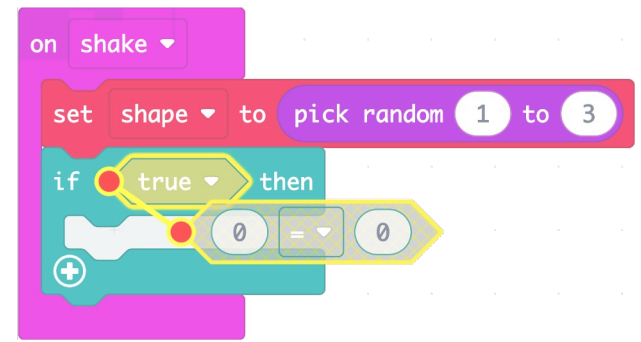 on shake
set shape to pick random 1 to 3
if true then
0 = 0